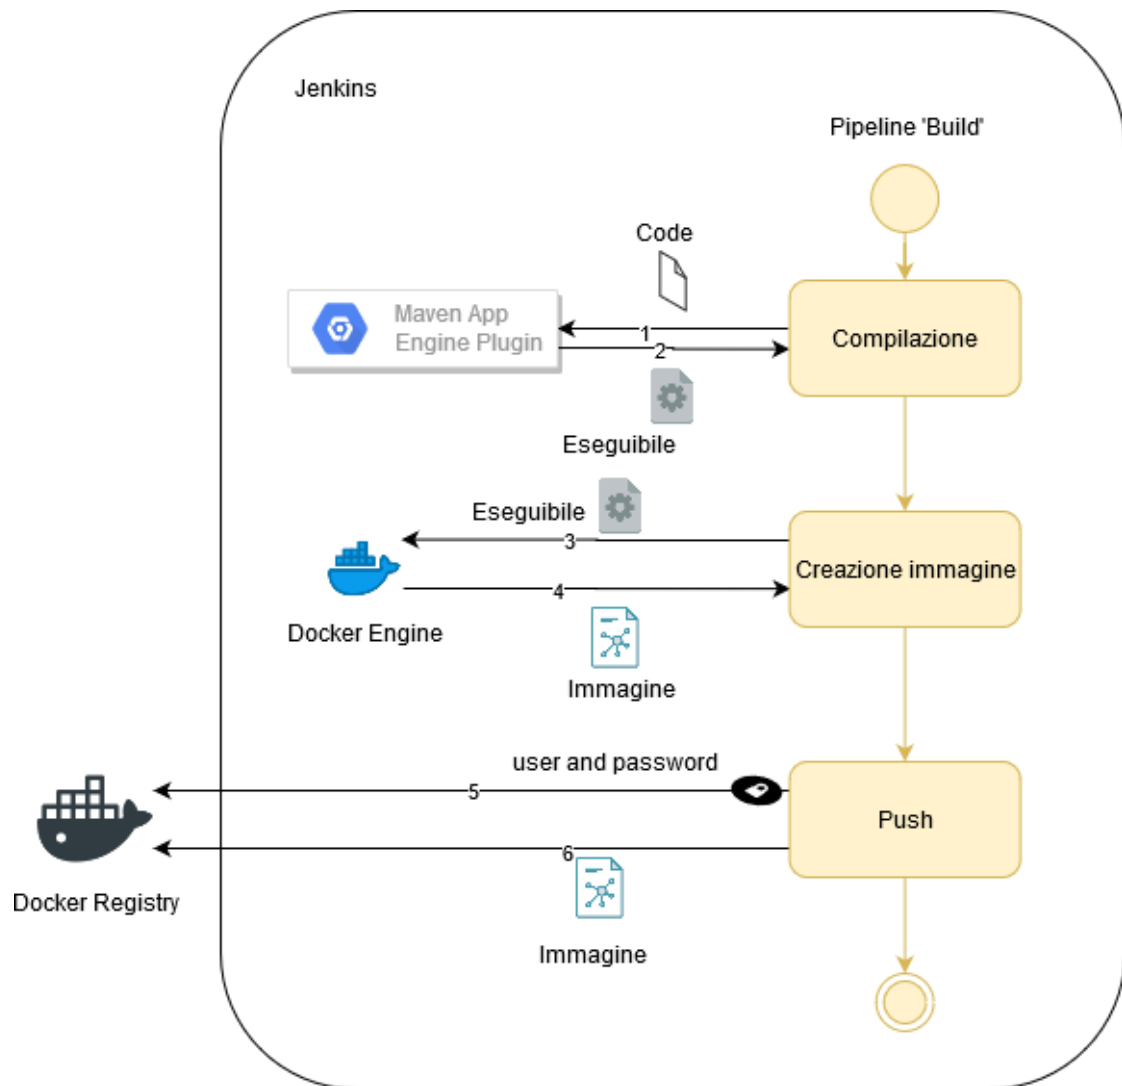 Jenkins
Pipeline 'Build'
Code
Maven App
Engine Plugin
1
2
Compilazione
Eseguibile
Eseguibile
3
4
Creazione immagine
Docker Engine
Immagine
user and password
5
Push
6
Docker Registry
Immagine